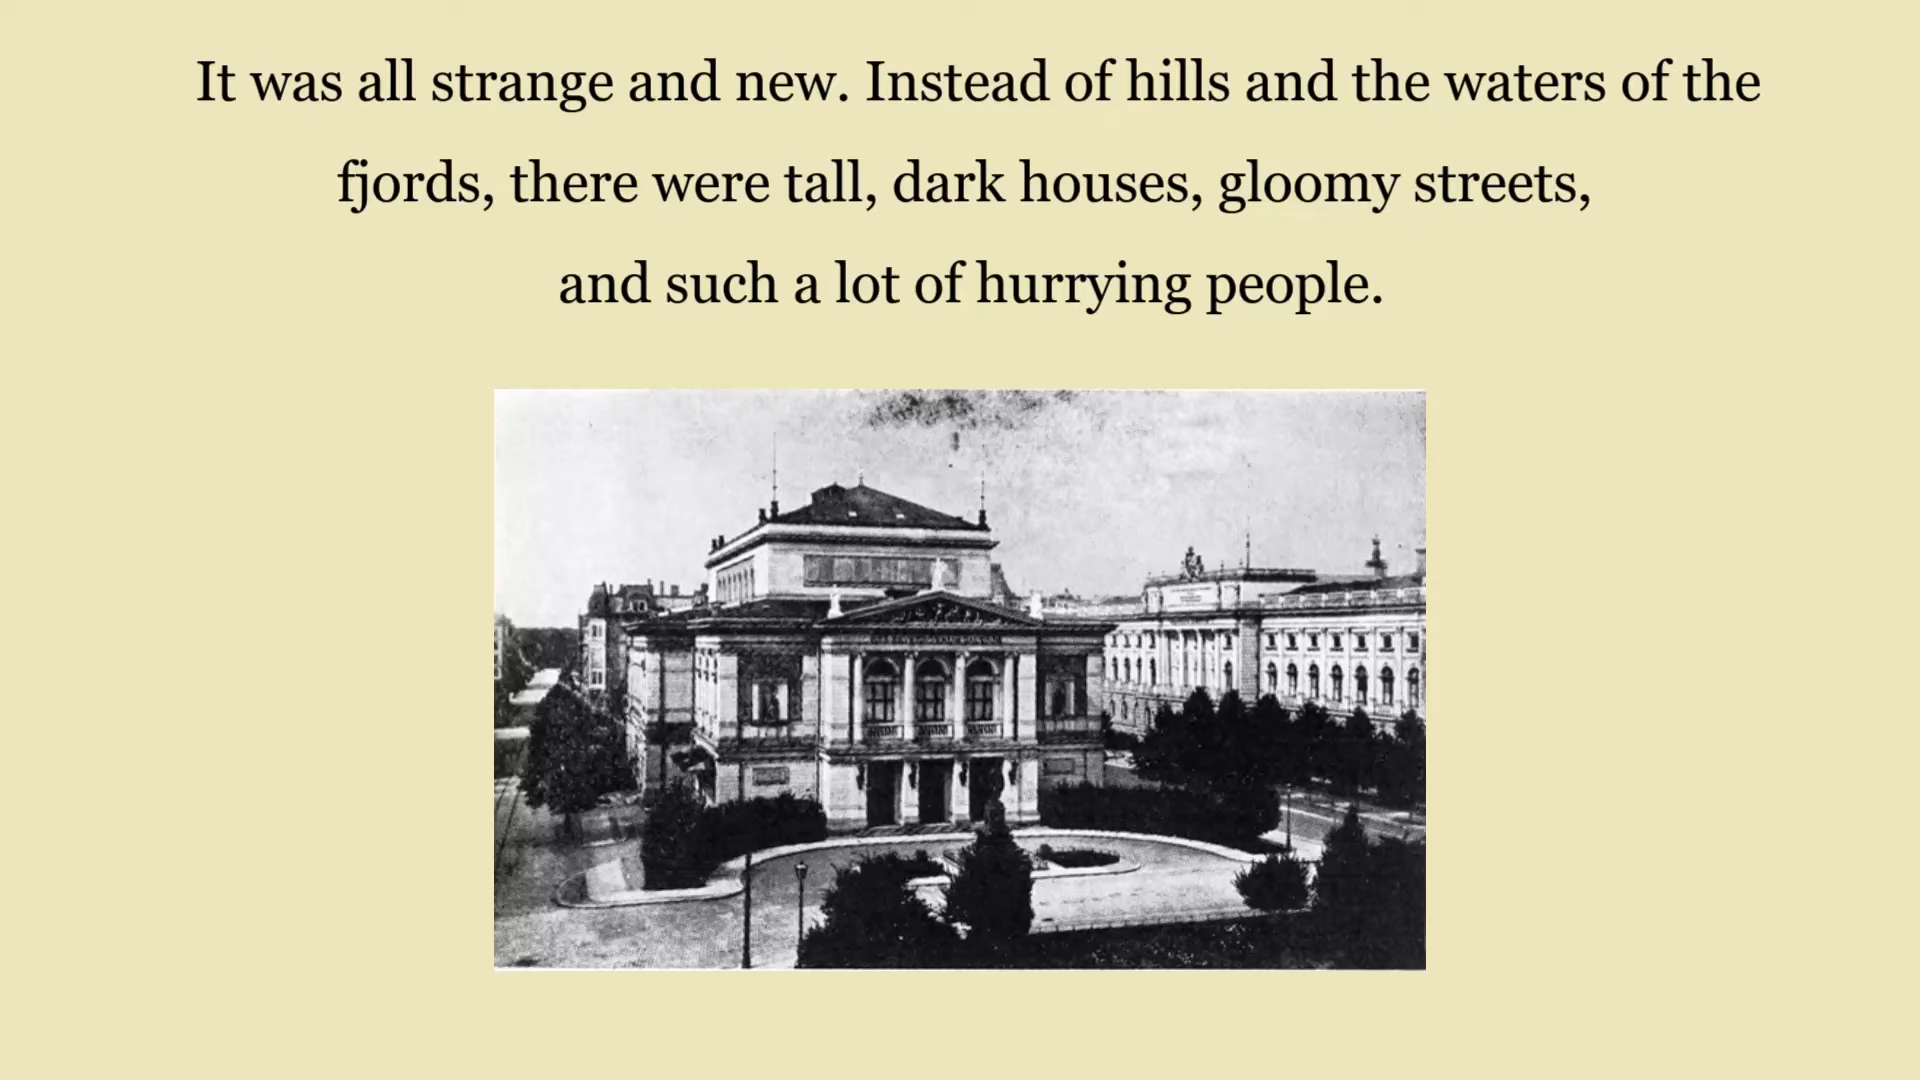 It was all strange and new. Instead of hills and the waters of the
fjords, there were tall, dark houses, gloomy streets,
and such a lot of hurrying people.